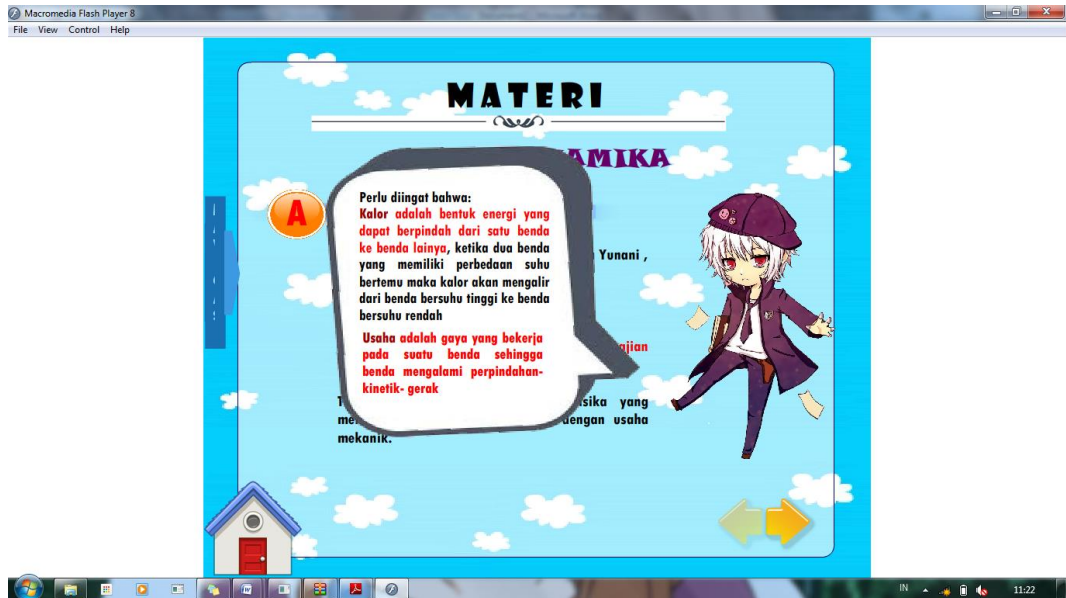 Macromedia Flash Player 8
File View Control Help
MATERI
AMIKA
A
Perlu diingat bahwa:
Kalor adalah bentuk energi yang
dapat berpindah dari satu benda
ke benda lainya, ketika dua benda
yang memiliki perbedaan suhu
bertemu maka kalor akan mengalir
dari benda bersuhu tinggi ke benda
bersuhu rendah
Usaha adalah gaya yang bekerja
pada suatu benda sehingga
benda mengalami perpindahan-
kinetik- gerak
Yunani ,
ajian
T sika yang
me dengan usaha
mekanik.
IN
11:22